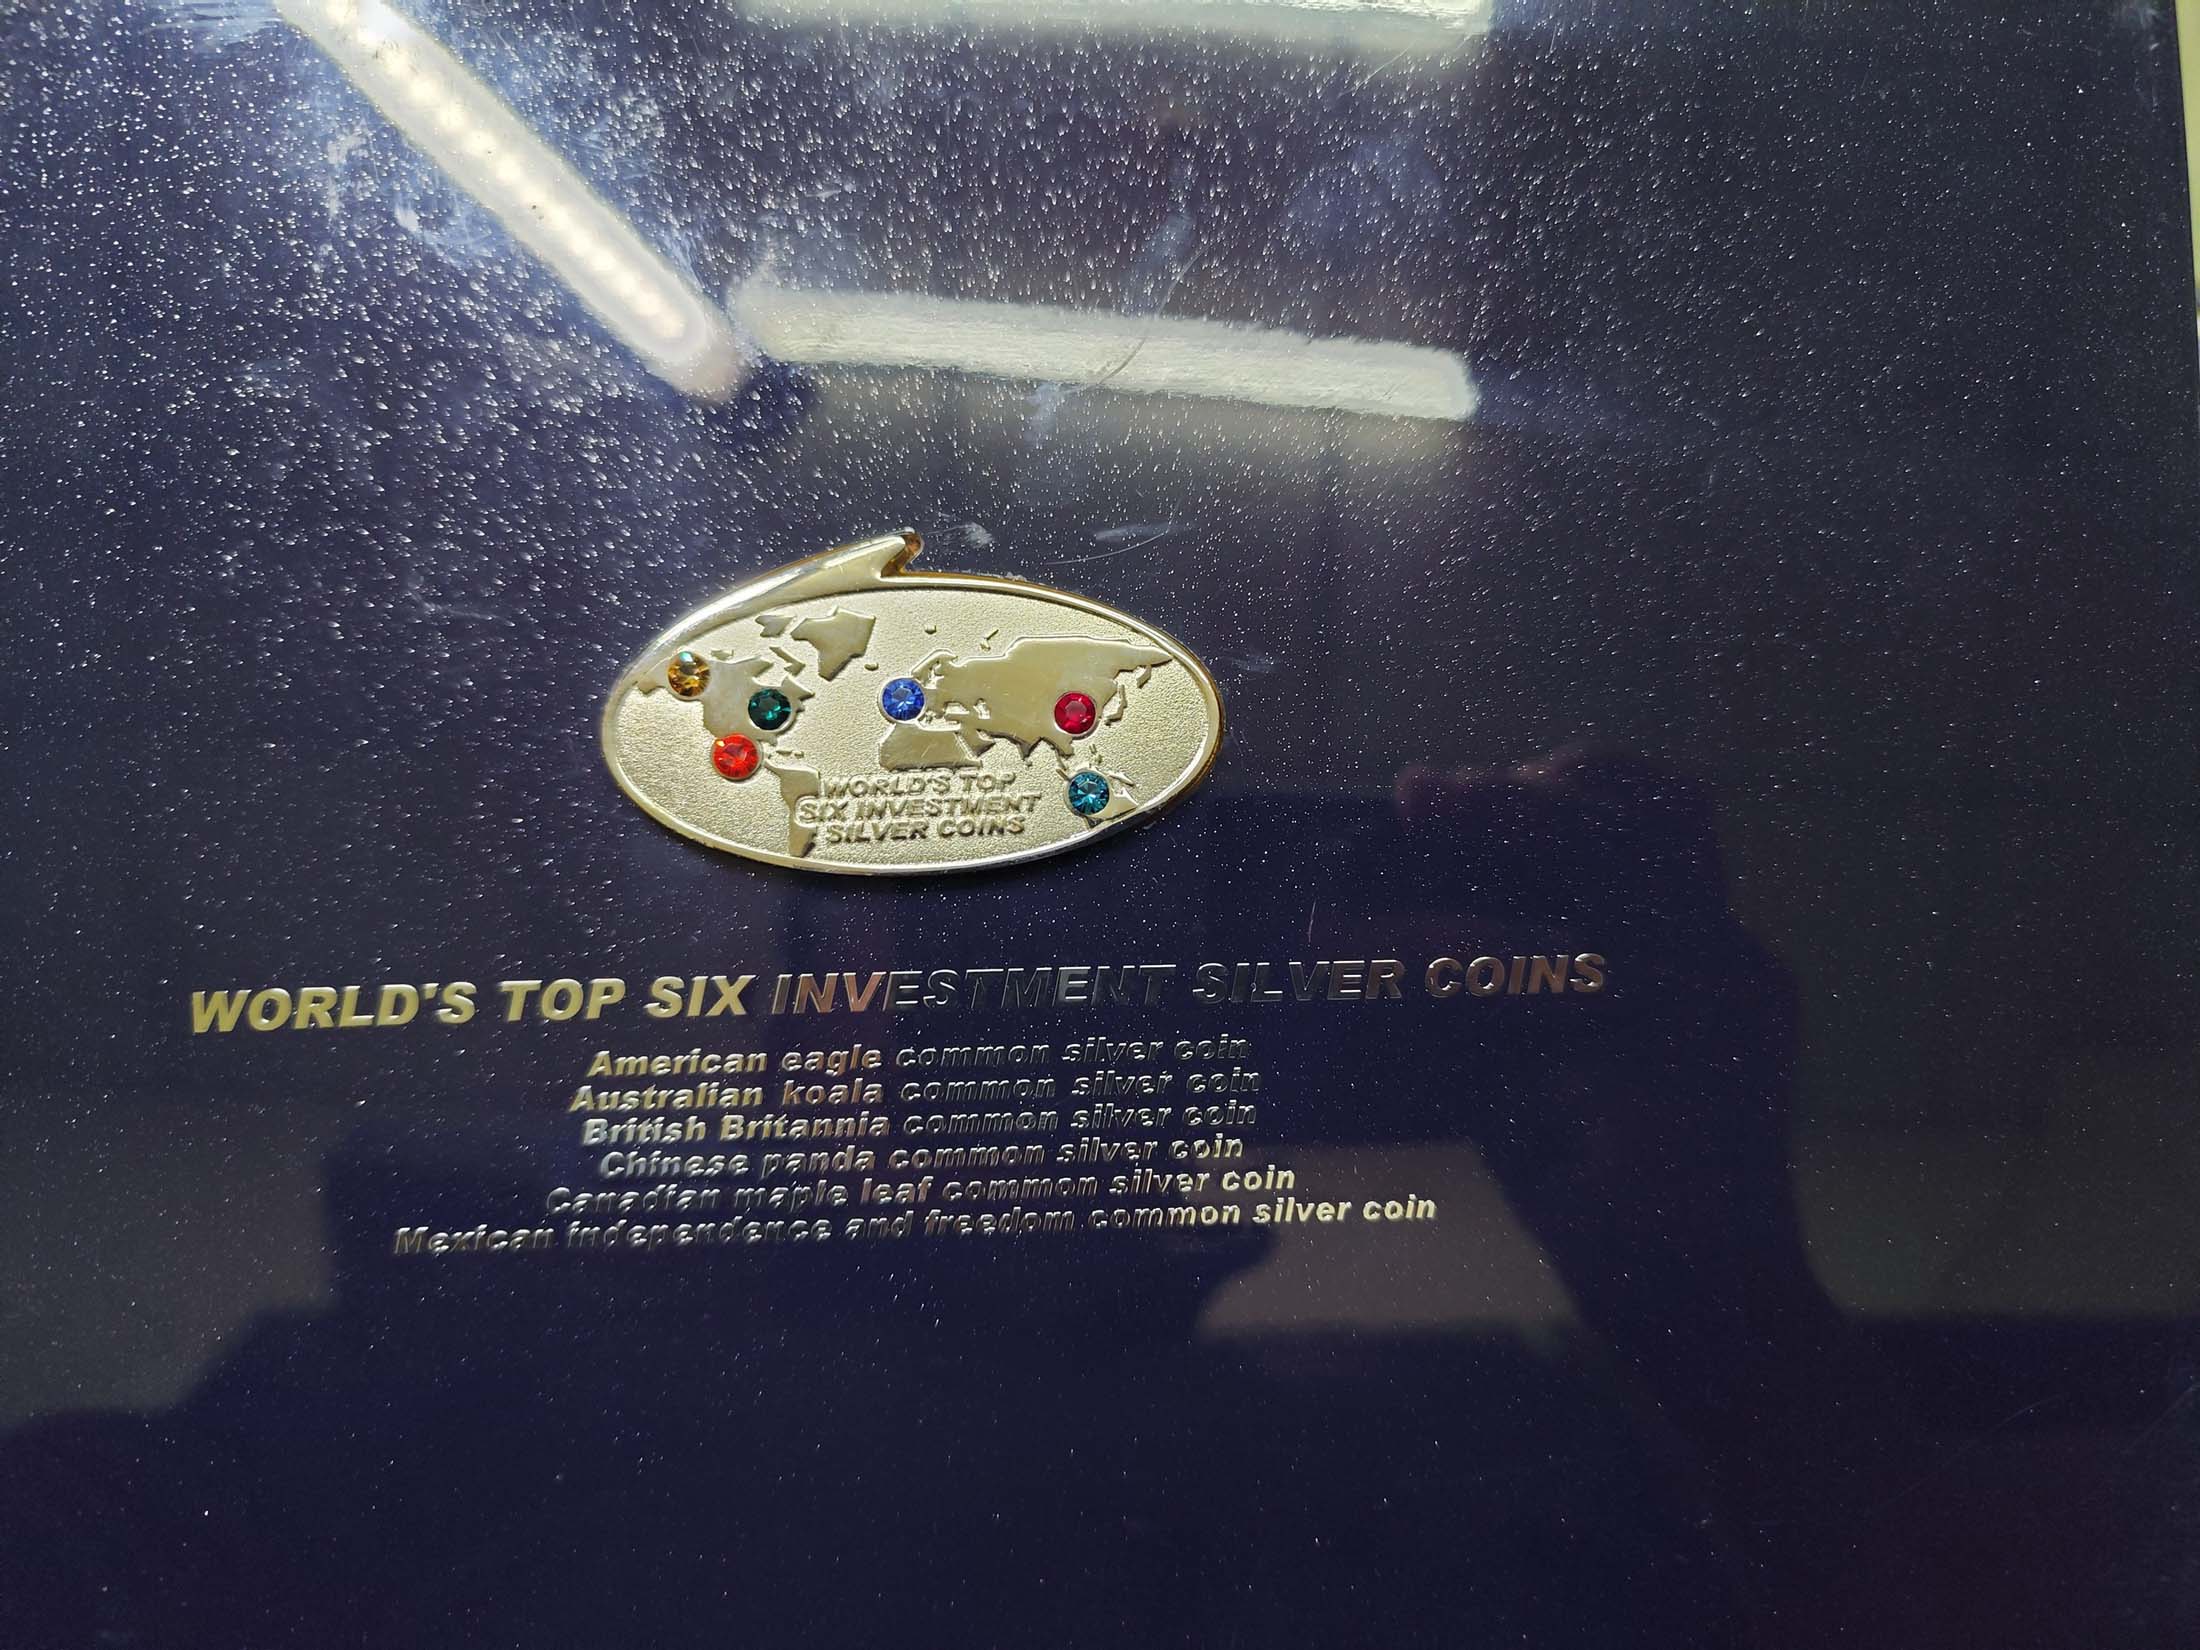 WORLD'S TOP
SIX INVESTMENT
SILVER COINS
WORLD'S TOP SIX INVESTMENT SILVER COINS
American eagle common silver coin
Australian koala common silver coin
British Britannia common silver coin
Chinese panda common silver coin
Canadian maple leaf common silver coin
Mexican independence and freedom common silver coin